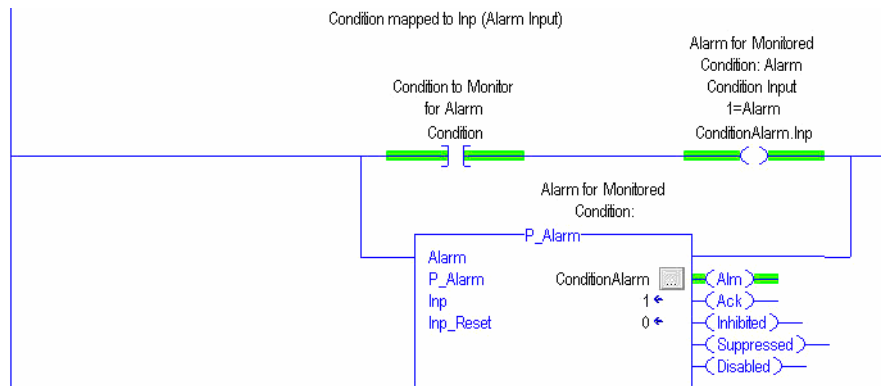 Condition mapped to Inp (Alarm Input)
Alarm for Monitored
Condition: Alarm
Condition Input
1=Alarm
ConditionAlarm.Inp
Condition to Monitor
for Alarm
Condition
Alarm for Monitored
Condition:
P_Alarm
Alarm
P_Alarm ConditionAlarm ... Alm
Inp 1 Ack
Inp_Reset 0 Inhibited
Suppressed
Disabled